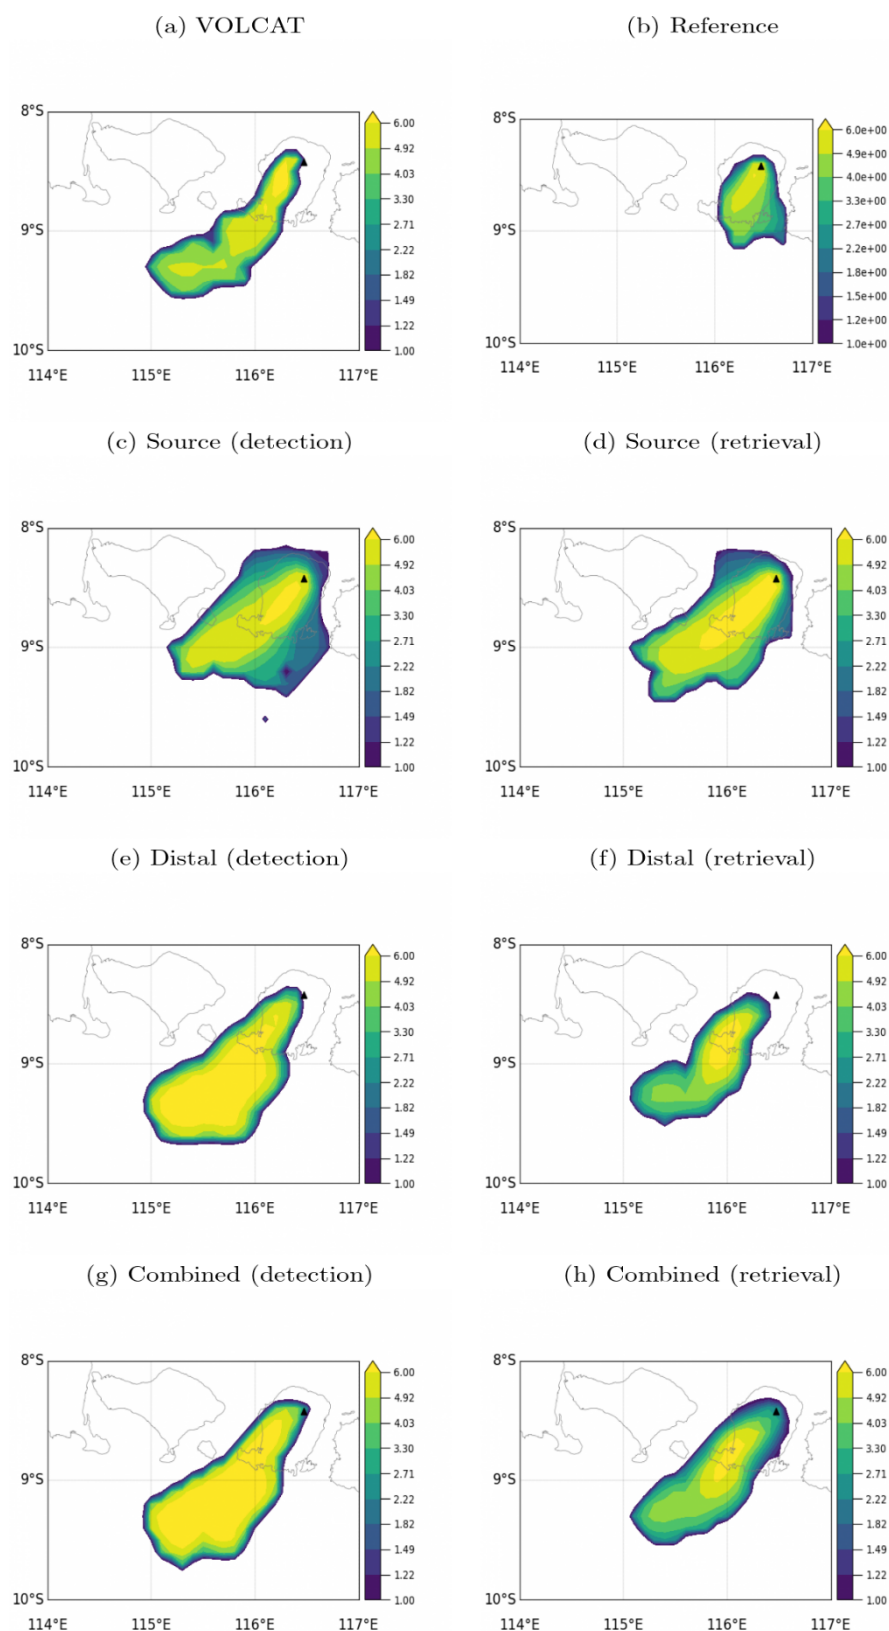 (a) VOLCAT
(b) Reference
8°S
9°S
10°S
114°E 115°E 116°E 117°E
6.00
4.92
4.03
3.30
2.71
2.22
1.82
1.49
1.22
1.00
8°S
9°S
10°S
114°E 115°E 116°E 117°E
6.0e+00
4.9e+00
4.0e+00
3.3e+00
2.7e+00
2.2e+00
1.8e+00
1.5e+00
1.2e+00
1.0e+00
(c) Source (detection)
(d) Source (retrieval)
8°S
9°S
10°S
114°E 115°E 116°E 117°E
6.00
4.92
4.03
3.30
2.71
2.22
1.82
1.49
1.22
1.00
8°S
9°S
10°S
114°E 115°E 116°E 117°E
6.00
4.92
4.03
3.30
2.71
2.22
1.82
1.49
1.22
1.00
(e) Distal (detection)
(f) Distal (retrieval)
8°S
9°S
10°S
114°E 115°E 116°E 117°E
6.00
4.92
4.03
3.30
2.71
2.22
1.82
1.49
1.22
1.00
8°S
9°S
10°S
114°E 115°E 116°E 117°E
6.00
4.92
4.03
3.30
2.71
2.22
1.82
1.49
1.22
1.00
(g) Combined (detection)
(h) Combined (retrieval)
8°S
9°S
10°S
114°E 115°E 116°E 117°E
6.00
4.92
4.03
3.30
2.71
2.22
1.82
1.49
1.22
1.00
8°S
9°S
10°S
114°E 115°E 116°E 117°E
6.00
4.92
4.03
3.30
2.71
2.22
1.82
1.49
1.22
1.00